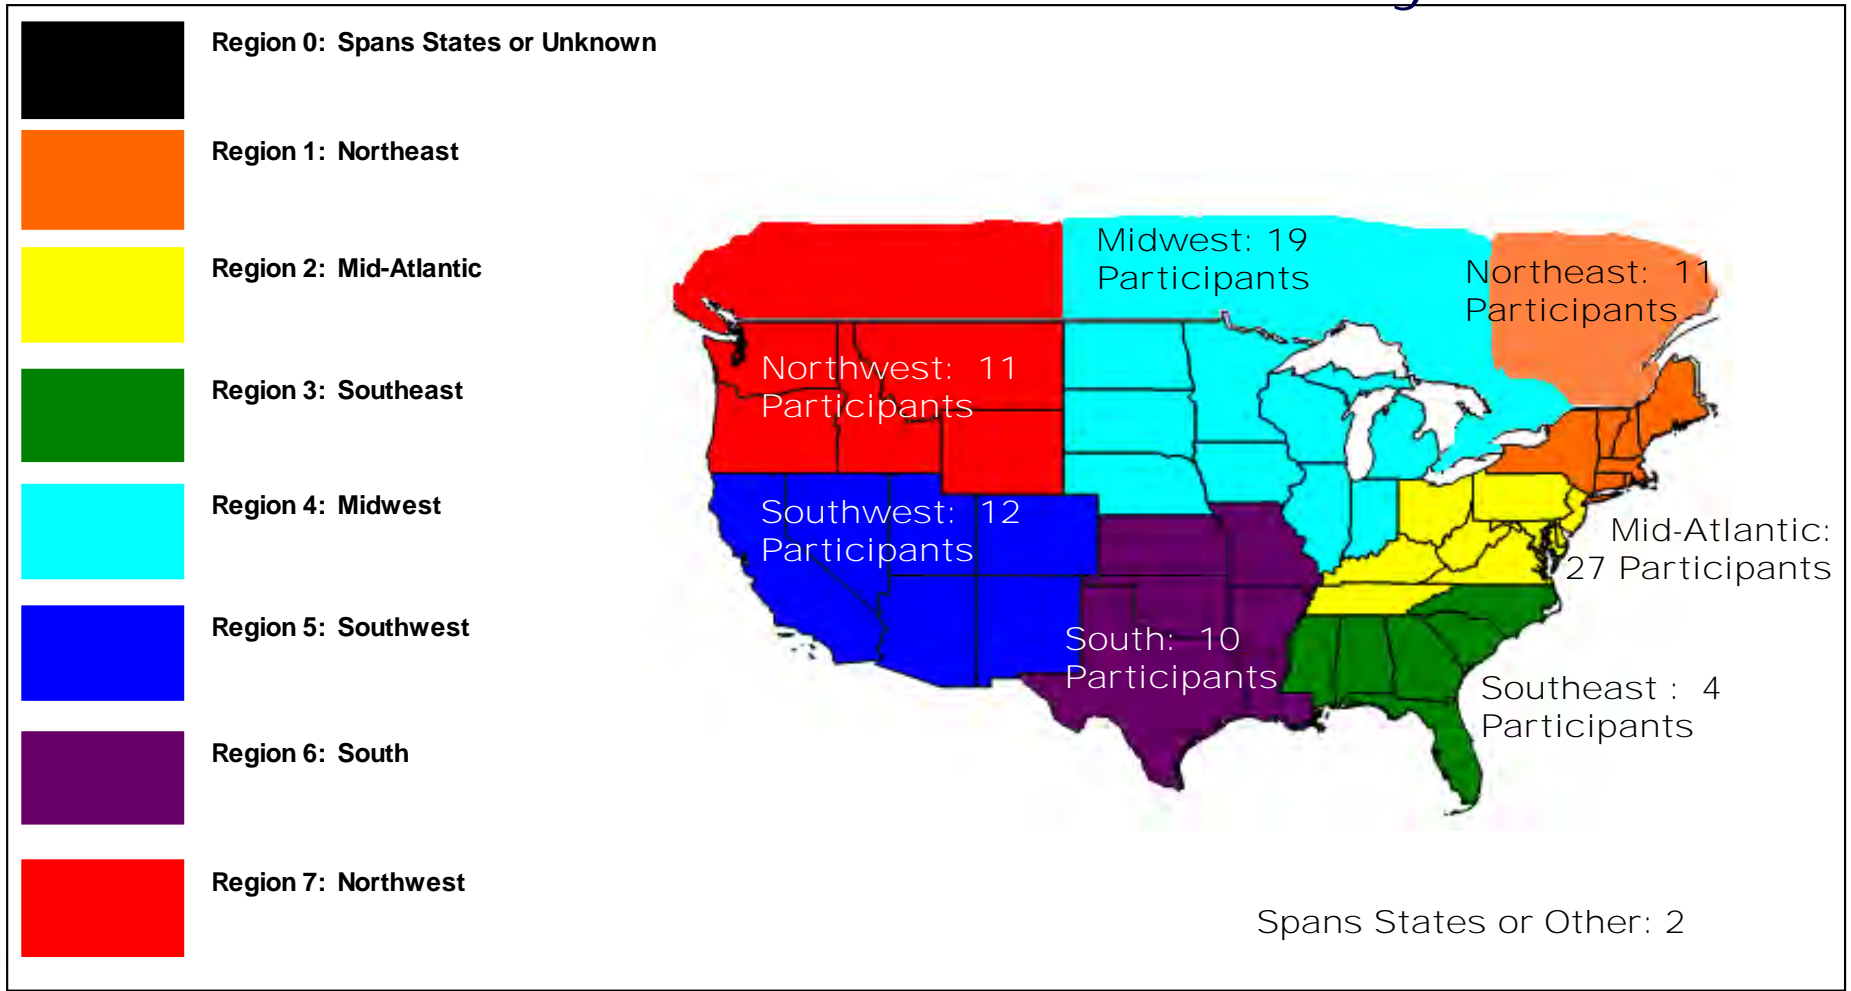 Region 0: Spans States or Unknown
Region 1: Northeast
Region 2: Mid-Atlantic
Region 3: Southeast
Region 4: Midwest
Region 5: Southwest
Region 6: South
Region 7: Northwest
Midwest: 19
Participants
Northeast: 11
Participants
Northwest: 11
Participants
Southwest: 12
Participants
Mid-Atlantic:
27 Participants
South: 10
Participants
Southeast : 4
Participants
Spans States or Other: 2